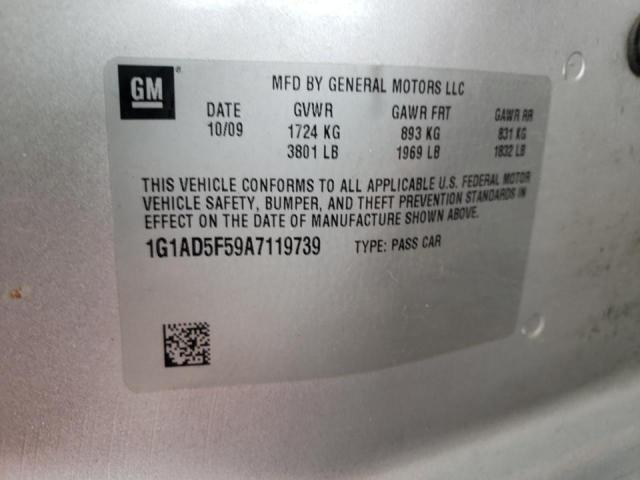 GM®
MFD BY GENERAL MOTORS LLC
DATE GVWR GAWR FRT GAWR RR
10/09 1724 KG 893 KG 831 KG
3801 LB 1969 LB 1832 LB
THIS VEHICLE CONFORMS TO ALL APPLICABLE U.S. FEDERAL MOTOR
VEHICLE SAFETY, BUMPER, AND THEFT PREVENTION STANDARDS IN
EFFECT ON THE DATE OF MANUFACTURE SHOWN ABOVE.
1G1AD5F59A7119739 TYPE: PASS CAR